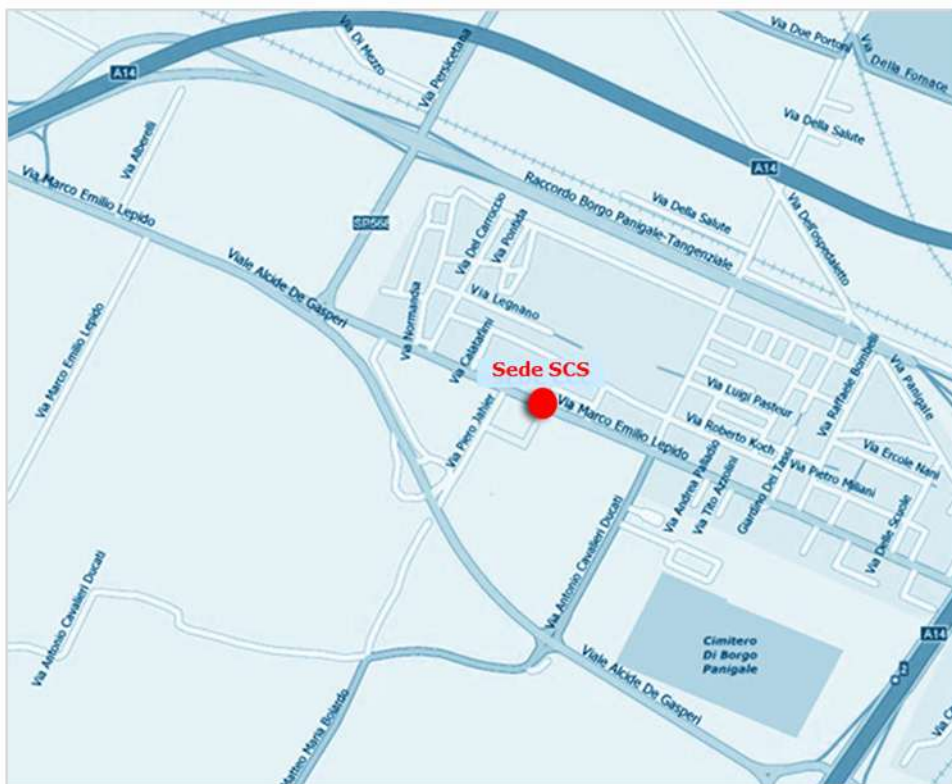 Via Due Portoni
Via Della Fornace
Via Di Mezzo
Via Persicetana
A14
Via Della Salute
Via Alberelli
A14
Via Marco Emilio Lepido
Raccordo Borgo Panigale-Tangenziale
Via Della Salute
Via Dell'ospedaletto
SP568
Via Del Carroccio
Via Pontida
Viale Alcide De Gasperi
Via Legnano
Via Normandia
Via Calatafimi
Via Marco Emilio Lepido
Sede SCS
Via Raffaele Bombelli
Via Panigale
Via Luigi Pasteur
Via Marco Emilio Lepido
Via Roberto Koch
Via Piero Jahier
Via Ercole Nani
Via Pietro Miliani
Via Andrea Palladio
Via Tito Azzolini
Giardino Dei Tassi
Via Delle Scuole
Via Antonio Cavalieri Ducati
Via Antonio Cavalieri Ducati
A14
Cimitero
Di Borgo
Panigale
Viale Alcide De Gasperi
Matteo Maria Boiardo